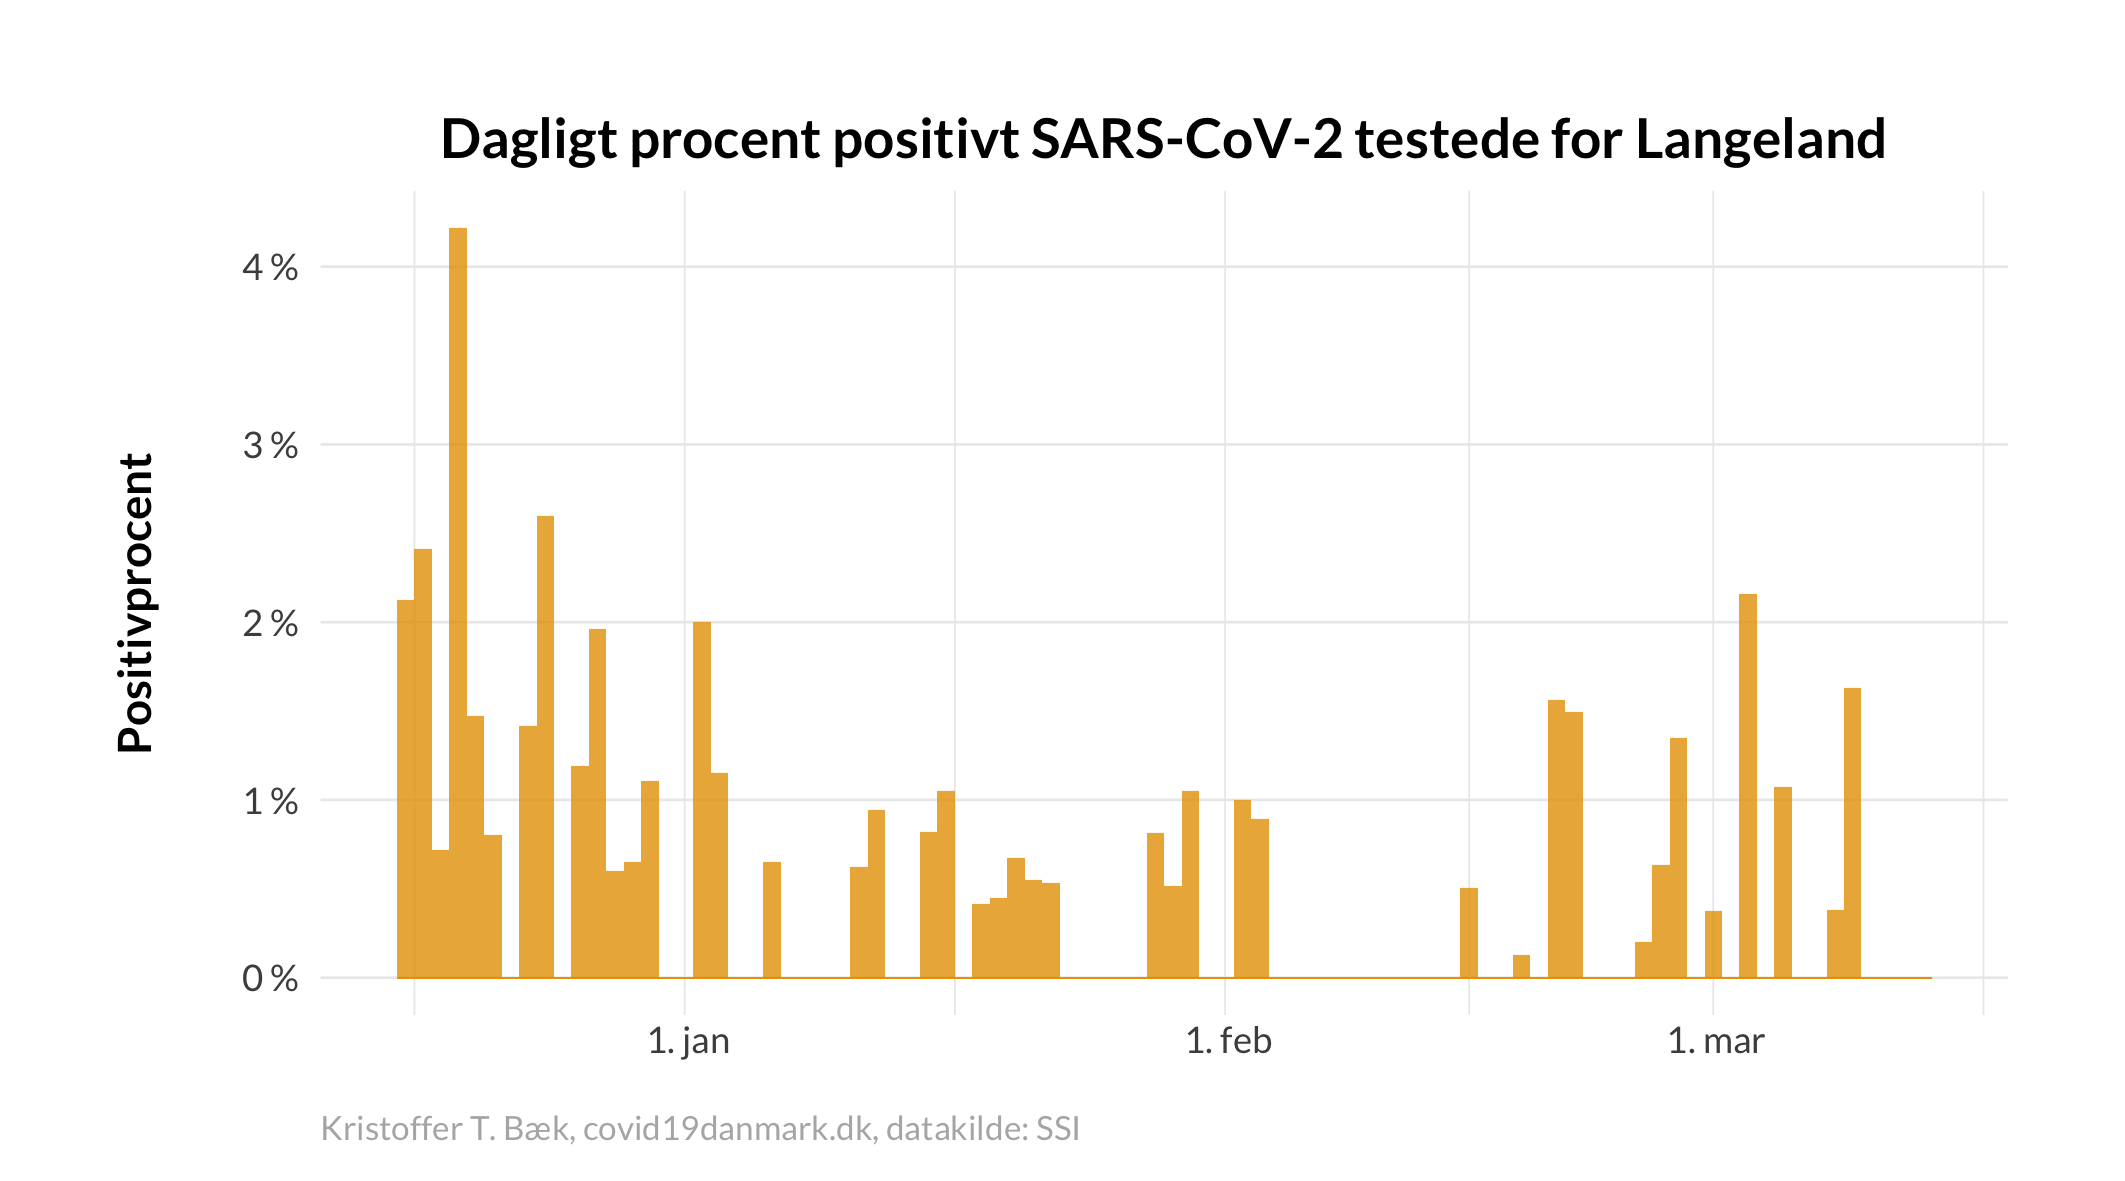 Dagligt procent positivt SARS-CoV-2 testede for Langeland
Positivprocent
4 %
3 %
2 %
1 %
0 %
1. jan
1. feb
1. mar
Kristoffer T. Bæk, covid19danmark.dk, datakilde: SSI